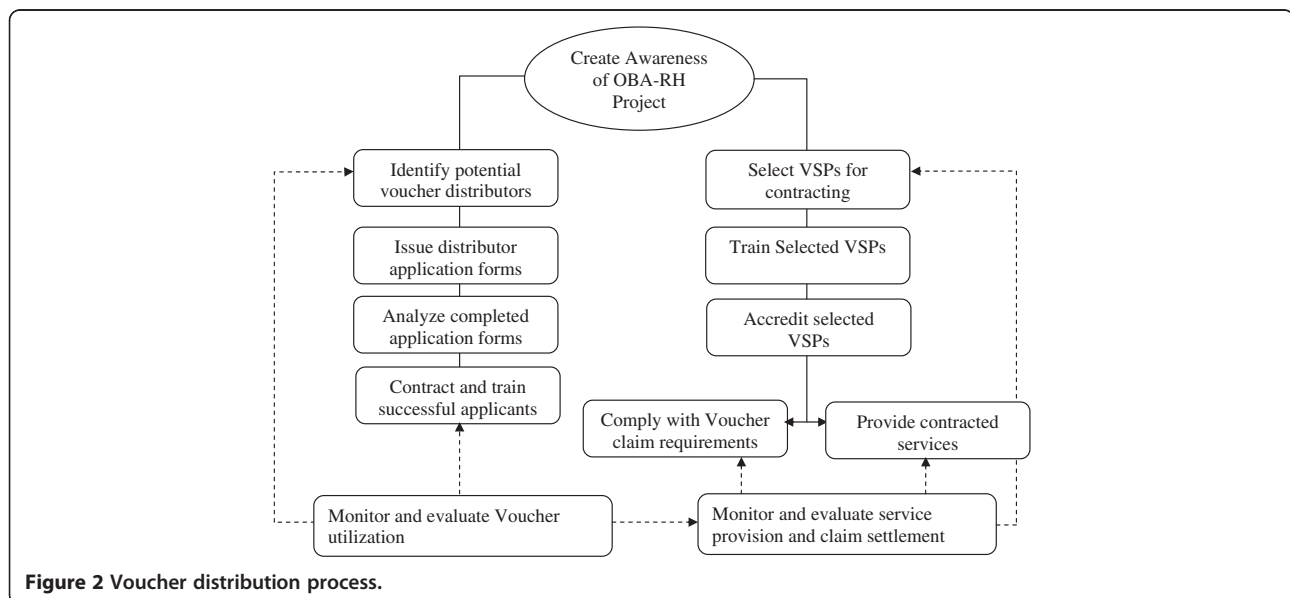 Create Awareness
of OBA-RH
Project
Identify potential
voucher distributors
Issue distributor
application forms
Analyze completed
application forms
Contract and train
successful applicants
Select VSPs for
contracting
Train Selected VSPs
Accredit selected
VSPs
Comply with Voucher
claim requirements
Provide contracted
services
Monitor and evaluate Voucher
utilization
Monitor and evaluate service
provision and claim settlement
Figure 2 Voucher distribution process.